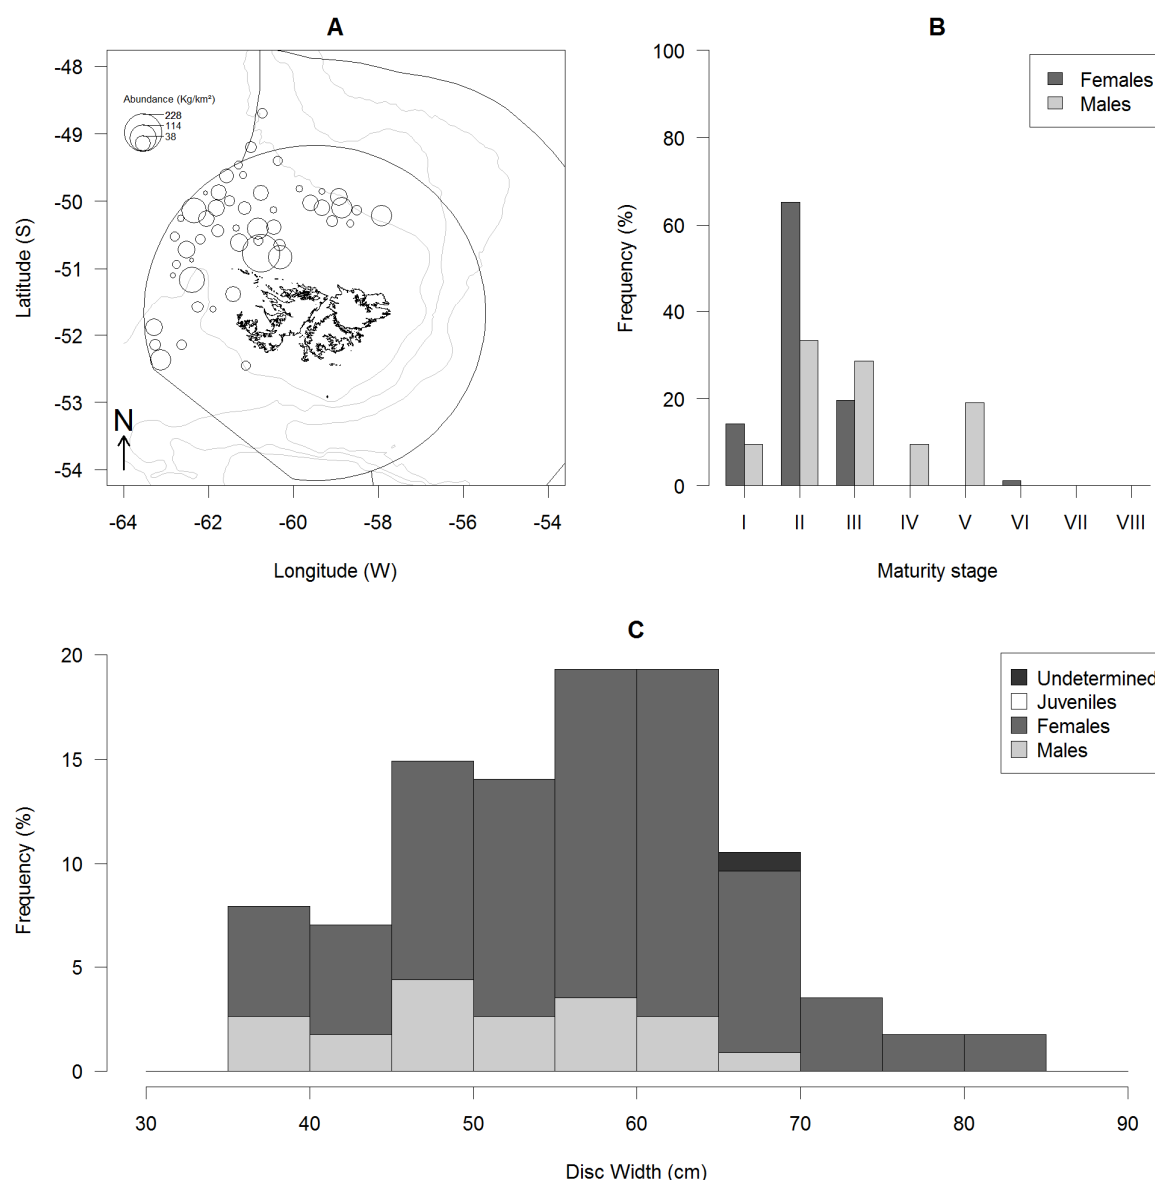 A
Abundance (Kg/km²)
228
114
38
-48
-49
-50
-51
-52
-53
-54
Latitude (S)
N
-64 -62 -60 -58 -56 -54
Longitude (W)
B
Females
Males
100
80
60
40
20
0
Frequency (%)
I II III IV V VI VII VIII
Maturity stage
C
Undetermined
Juveniles
Females
Males
20
15
10
5
0
Frequency (%)
30 40 50 60 70 80 90
Disc Width (cm)